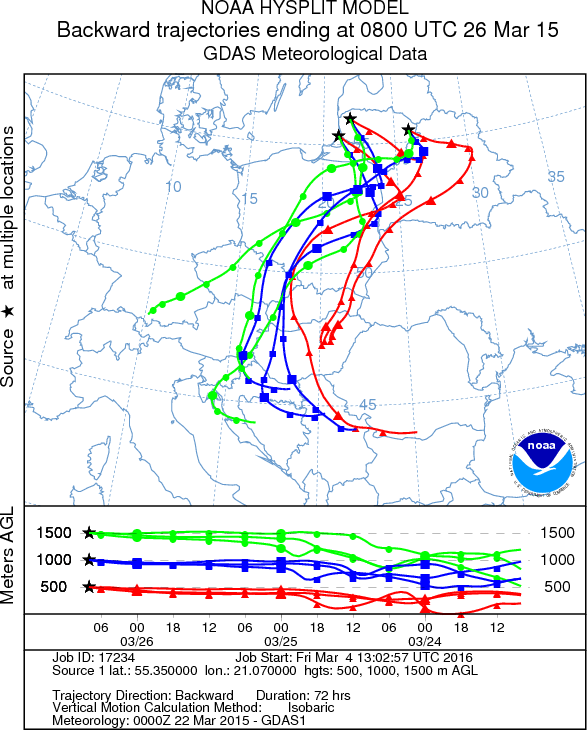 NOAA HYSPLIT MODEL
Backward trajectories ending at 0800 UTC 26 Mar 15
GDAS Meteorological Data
Source ★ at multiple locations
10
15
20
25
30
35
50
45
noaa
Meters AGL
1500
1000
500
1500
1000
500
06 00 18 12 06 00 18 12 06 00 18 12
03/26 03/25 03/24
Job ID: 17234 Job Start: Fri Mar 4 13:02:57 UTC 2016
Source 1 lat.: 55.350000 lon.: 21.070000 hgts: 500, 1000, 1500 m AGL
Trajectory Direction: Backward Duration: 72 hrs
Vertical Motion Calculation Method: Isobaric
Meteorology: 0000Z 22 Mar 2015 - GDAS1